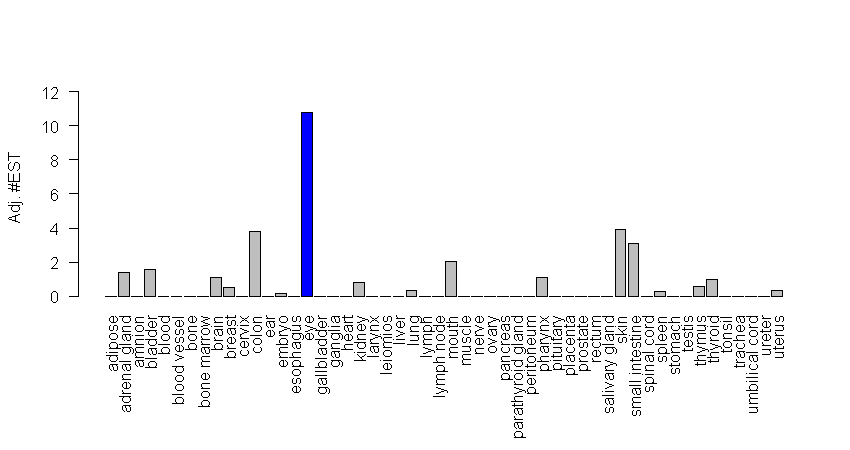 Adj. #EST
12
10
8
6
4
2
0
adipose
adrenal gland
amnion
bladder
blood
blood vessel
bone
bone marrow
brain
breast
cervix
colon
ear
embryo
esophagus
eye
gallbladder
ganglia
heart
kidney
larynx
leiomios
liver
lung
lymph
lymph node
mouth
muscle
nerve
ovary
pancreas
parathyroid gland
peritoneum
pharynx
pituitary
placenta
prostate
rectum
salivary gland
skin
small intestine
spinal cord
spleen
stomach
testis
thymus
thyroid
tonsil
trachea
umbilical cord
ureter
uterus